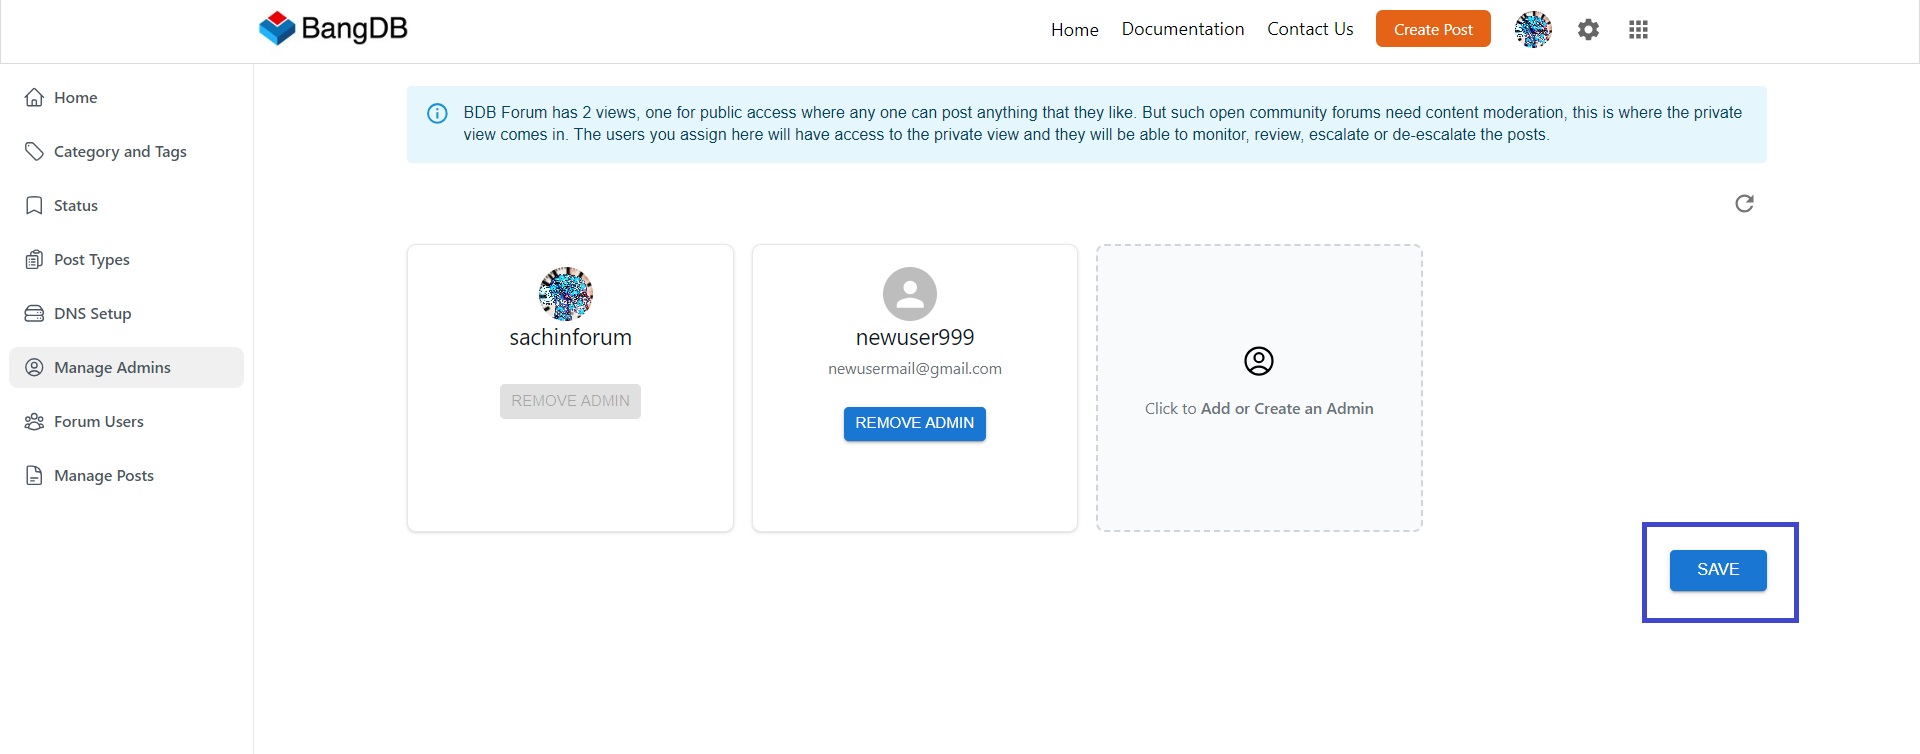 BangDB
Home
Documentation
Contact Us
Create Post
Home
Category and Tags
Status
Post Types
DNS Setup
Manage Admins
Forum Users
Manage Posts
BDB Forum has 2 views, one for public access where any one can post anything that they like. But such open community forums need content moderation, this is where the private
view comes in. The users you assign here will have access to the private view and they will be able to monitor, review, escalate or de-escalate the posts.
sachinforum
REMOVE ADMIN
newuser999
newusermail@gmail.com
REMOVE ADMIN
Click to Add or Create an Admin
SAVE